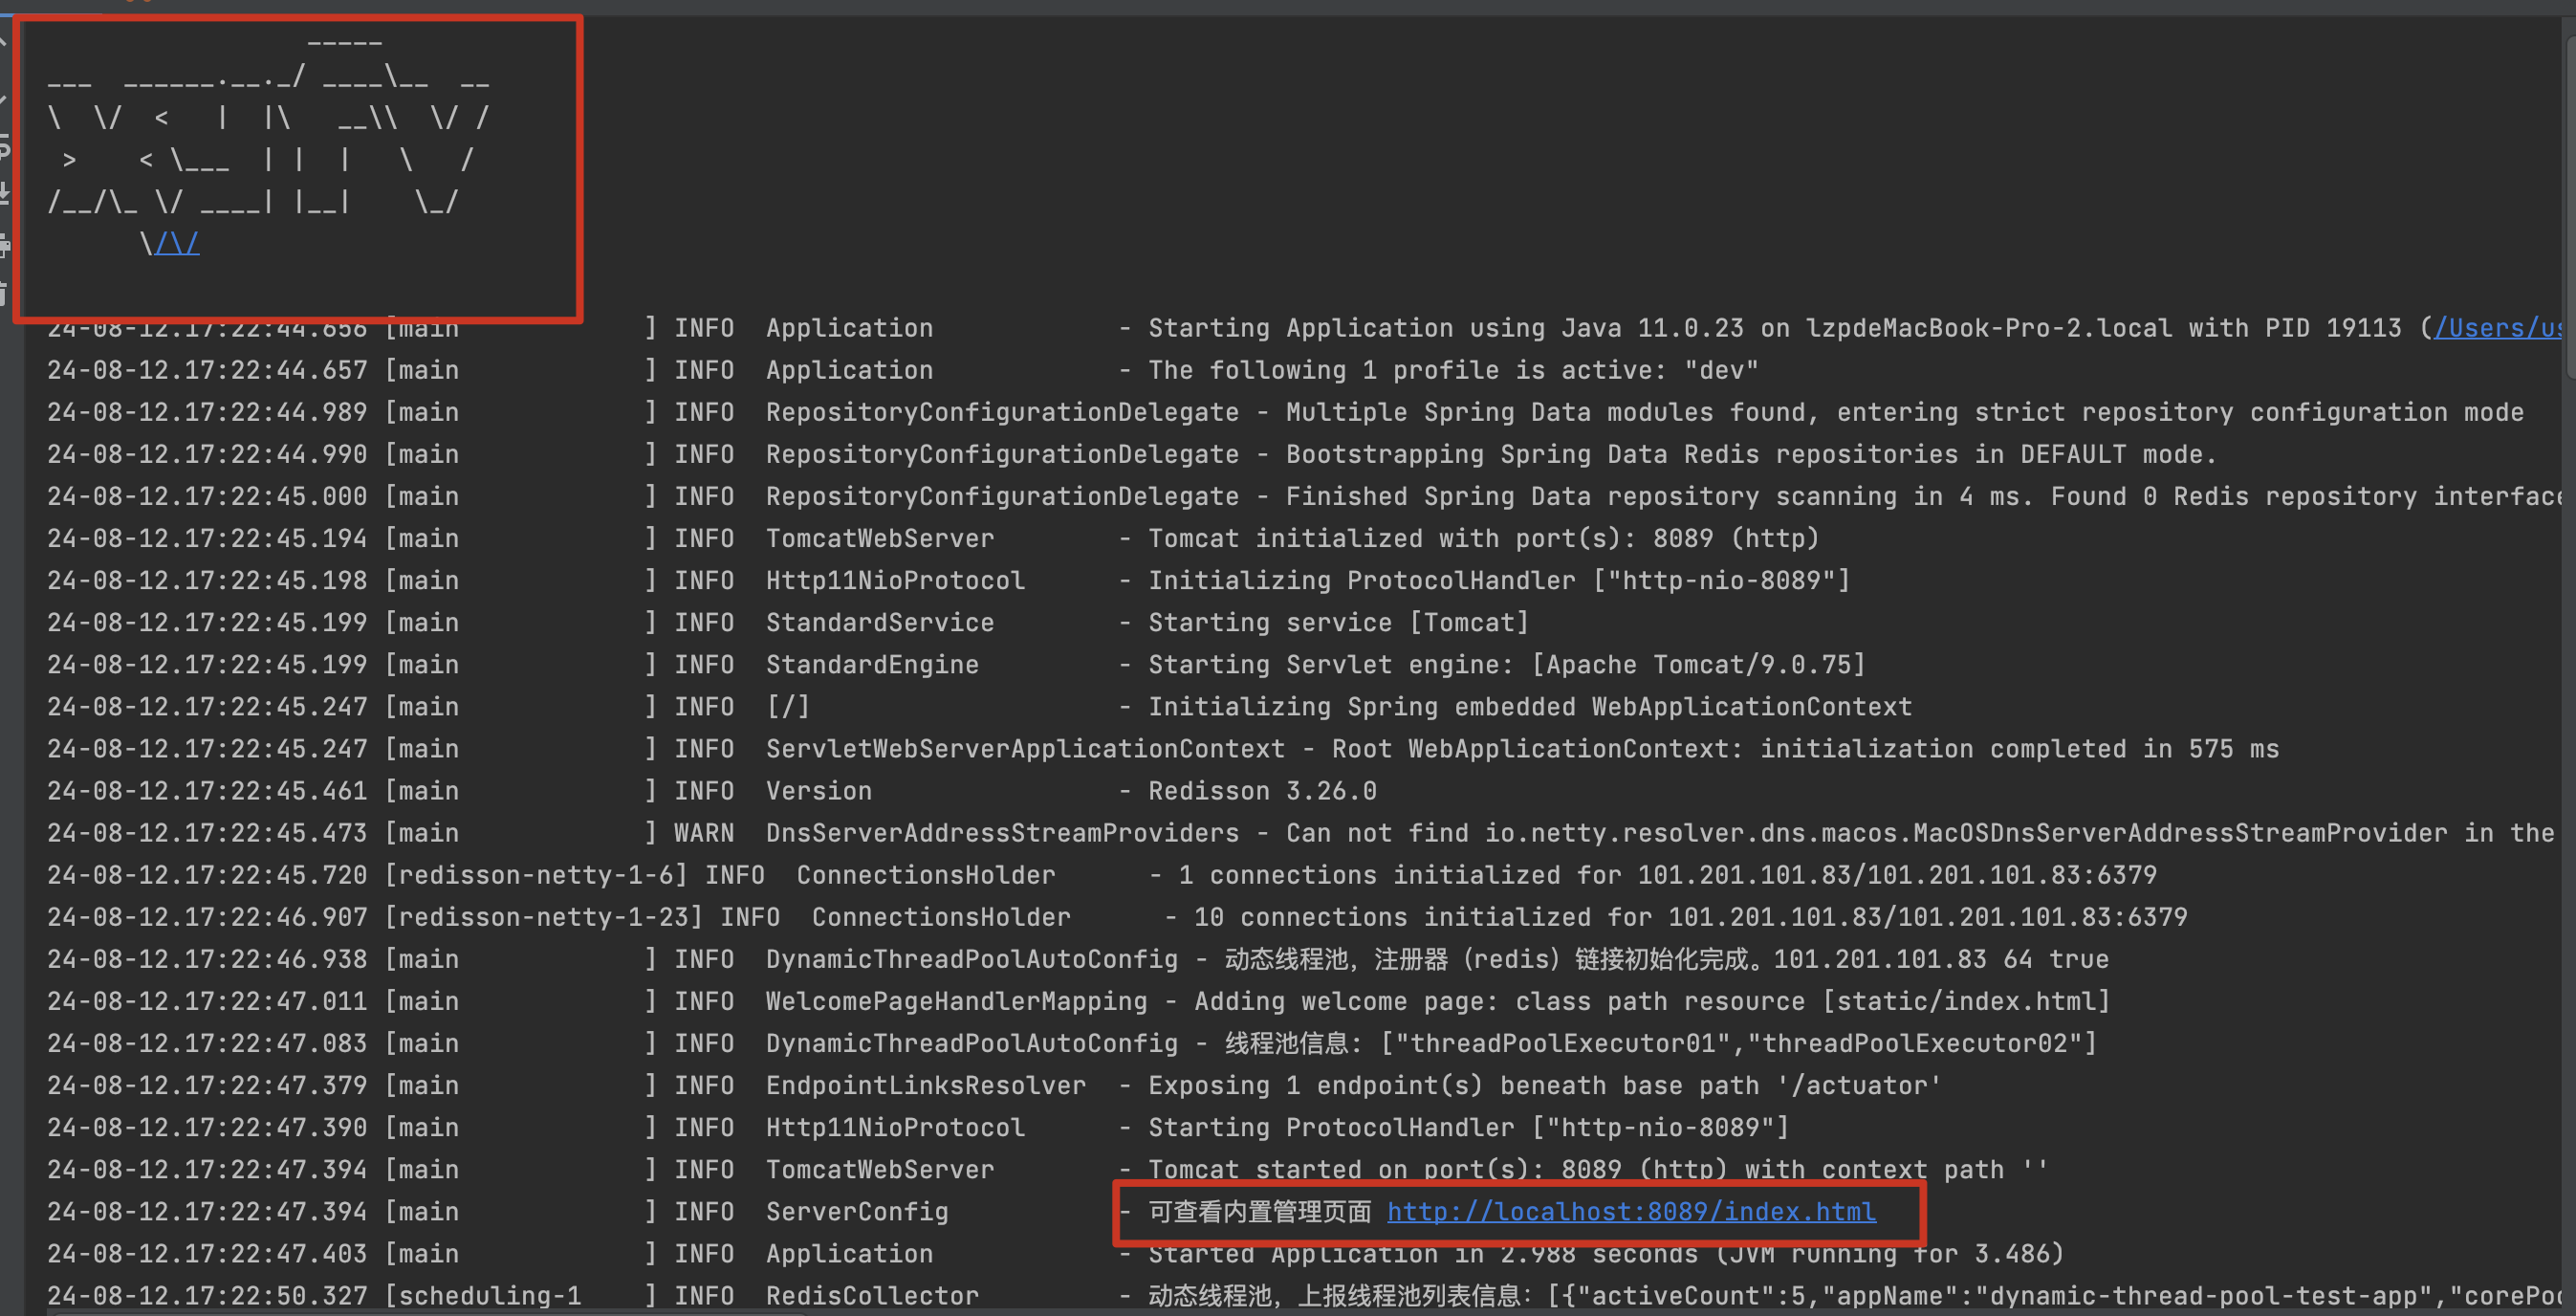 _____
___  ______.__._/ ____\__  __
\  \/  <   |  |\   __\\  \/ /
 >    < \___  | |  |   \   /
/__/\_ \/ ____| |__|    \_/
      \/\/
24-08-12.17:22:44.656 [main            ] INFO  Application            - Starting Application using Java 11.0.23 on lzpdeMacBook-Pro-2.local with PID 19113 (/Users/us
24-08-12.17:22:44.657 [main            ] INFO  Application            - The following 1 profile is active: "dev"
24-08-12.17:22:44.989 [main            ] INFO  RepositoryConfigurationDelegate - Multiple Spring Data modules found, entering strict repository configuration mode
24-08-12.17:22:44.990 [main            ] INFO  RepositoryConfigurationDelegate - Bootstrapping Spring Data Redis repositories in DEFAULT mode.
24-08-12.17:22:45.000 [main            ] INFO  RepositoryConfigurationDelegate - Finished Spring Data repository scanning in 4 ms. Found 0 Redis repository interface
24-08-12.17:22:45.194 [main            ] INFO  TomcatWebServer        - Tomcat initialized with port(s): 8089 (http)
24-08-12.17:22:45.198 [main            ] INFO  Http11NioProtocol      - Initializing ProtocolHandler ["http-nio-8089"]
24-08-12.17:22:45.199 [main            ] INFO  StandardService        - Starting service [Tomcat]
24-08-12.17:22:45.199 [main            ] INFO  StandardEngine         - Starting Servlet engine: [Apache Tomcat/9.0.75]
24-08-12.17:22:45.247 [main            ] INFO  [/]                    - Initializing Spring embedded WebApplicationContext
24-08-12.17:22:45.247 [main            ] INFO  ServletWebServerApplicationContext - Root WebApplicationContext: initialization completed in 575 ms
24-08-12.17:22:45.461 [main            ] INFO  Version                - Redisson 3.26.0
24-08-12.17:22:45.473 [main            ] WARN  DnsServerAddressStreamProviders - Can not find io.netty.resolver.dns.macos.MacOSDnsServerAddressStreamProvider in the
24-08-12.17:22:45.720 [redisson-netty-1-6] INFO  ConnectionsHolder      - 1 connections initialized for 101.201.101.83/101.201.101.83:6379
24-08-12.17:22:46.907 [redisson-netty-1-23] INFO  ConnectionsHolder      - 10 connections initialized for 101.201.101.83/101.201.101.83:6379
24-08-12.17:22:46.938 [main            ] INFO  DynamicThreadPoolAutoConfig - 动态线程池，注册器（redis）链接初始化完成。101.201.101.83 64 true
24-08-12.17:22:47.011 [main            ] INFO  WelcomePageHandlerMapping - Adding welcome page: class path resource [static/index.html]
24-08-12.17:22:47.083 [main            ] INFO  DynamicThreadPoolAutoConfig - 线程池信息: ["threadPoolExecutor01","threadPoolExecutor02"]
24-08-12.17:22:47.379 [main            ] INFO  EndpointLinksResolver  - Exposing 1 endpoint(s) beneath base path '/actuator'
24-08-12.17:22:47.390 [main            ] INFO  Http11NioProtocol      - Starting ProtocolHandler ["http-nio-8089"]
24-08-12.17:22:47.394 [main            ] INFO  TomcatWebServer        - Tomcat started on port(s): 8089 (http) with context path ''
24-08-12.17:22:47.394 [main            ] INFO  ServerConfig           - 可查看内置管理页面 http://localhost:8089/index.html
24-08-12.17:22:47.403 [main            ] INFO  Application            - Started Application in 2.988 seconds (JVM running for 3.486)
24-08-12.17:22:50.327 [scheduling-1    ] INFO  RedisCollector         - 动态线程池，上报线程池列表信息: [{"activeCount":5,"appName":"dynamic-thread-pool-test-app","corePoo